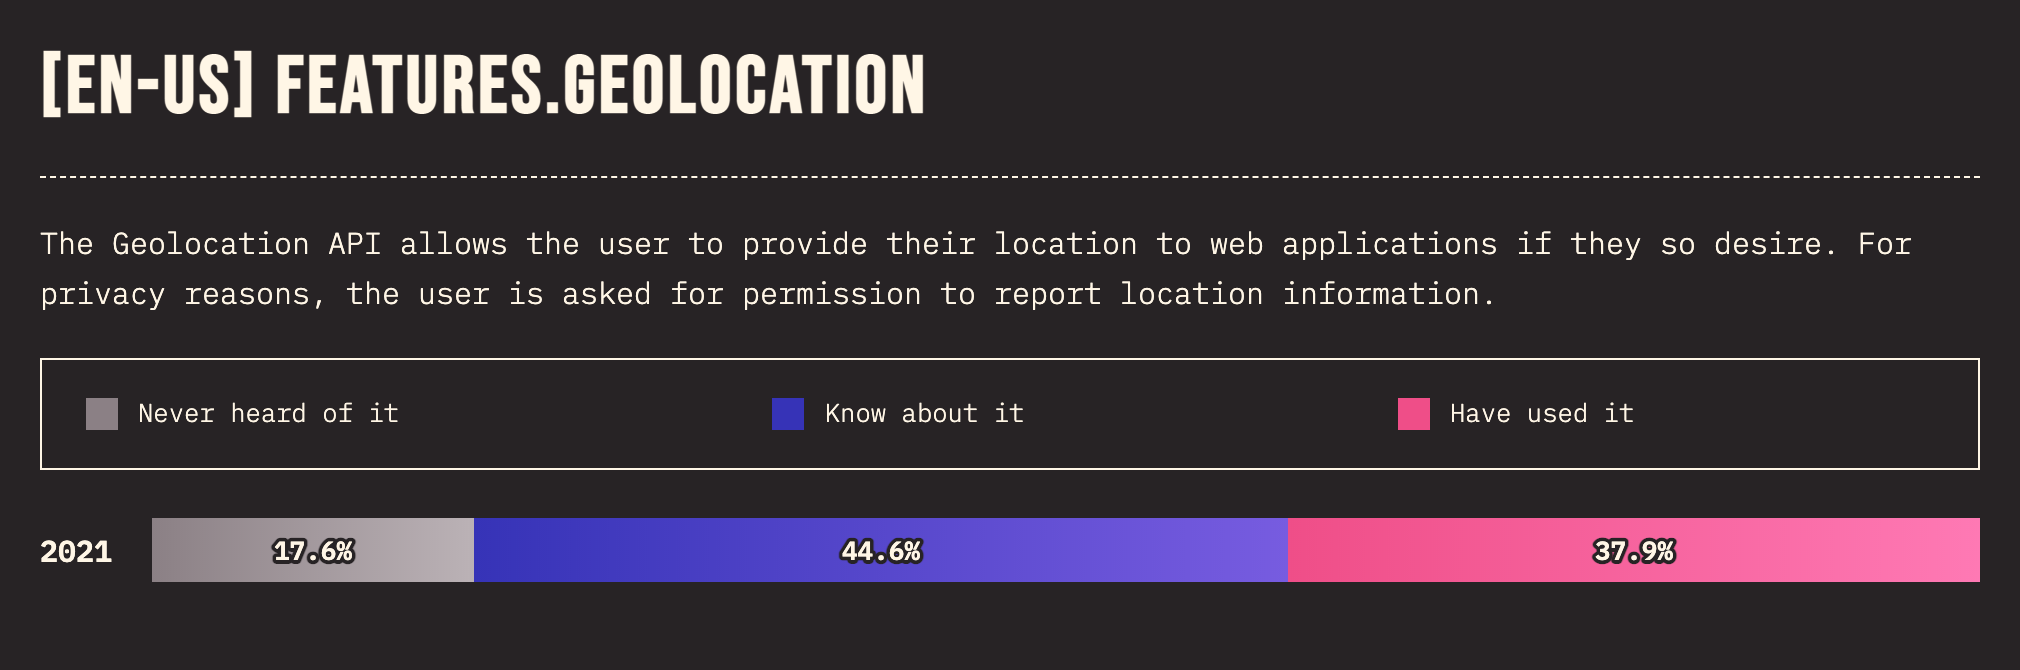 [EN-US] FEATURES.GEOLOCATION
The Geolocation API allows the user to provide their location to web applications if they so desire. For
privacy reasons, the user is asked for permission to report location information.
Never heard of it
Know about it
Have used it
2021 17.6% 44.6% 37.9%